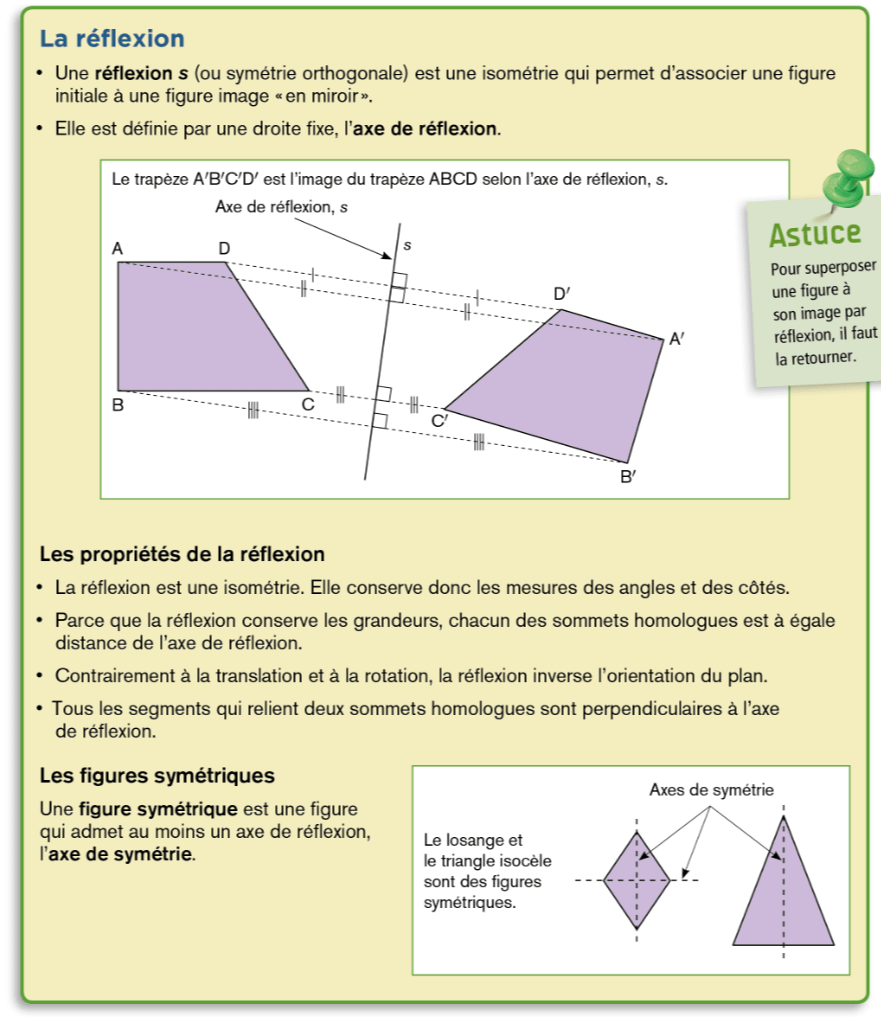 La réflexion
• Une réflexion s (ou symétrie orthogonale) est une isométrie qui permet d'associer une figure
initiale à une figure image « en miroir ».
• Elle est définie par une droite fixe, l'axe de réflexion.
Le trapèze A′B′C′D′ est l'image du trapèze ABCD selon l'axe de réflexion, s.
Axe de réflexion, s
s
A
D
D′
A′
B
C
C′
B′
Astuce
Pour superposer
une figure à
son image par
réflexion, il faut
la retourner.
Les propriétés de la réflexion
• La réflexion est une isométrie. Elle conserve donc les mesures des angles et des côtés.
• Parce que la réflexion conserve les grandeurs, chacun des sommets homologues est à égale
distance de l'axe de réflexion.
• Contrairement à la translation et à la rotation, la réflexion inverse l'orientation du plan.
• Tous les segments qui relient deux sommets homologues sont perpendiculaires à l'axe
de réflexion.
Les figures symétriques
Une figure symétrique est une figure
qui admet au moins un axe de réflexion,
l'axe de symétrie.
Axes de symétrie
Le losange et
le triangle isocèle
sont des figures
symétriques.